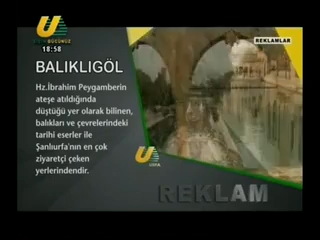 REKLAMLAR
18:58
BALIKLIGÖL
Hz.İbrahim Peygamberin
ateşe atıldığında
düştüğü yer olarak bilinen,
balıkları ve çevrelerindeki
tarihi eserler ile
Şanlıurfa'nın en çok
ziyaretçi çeken
yerlerindendir.
REKLAM